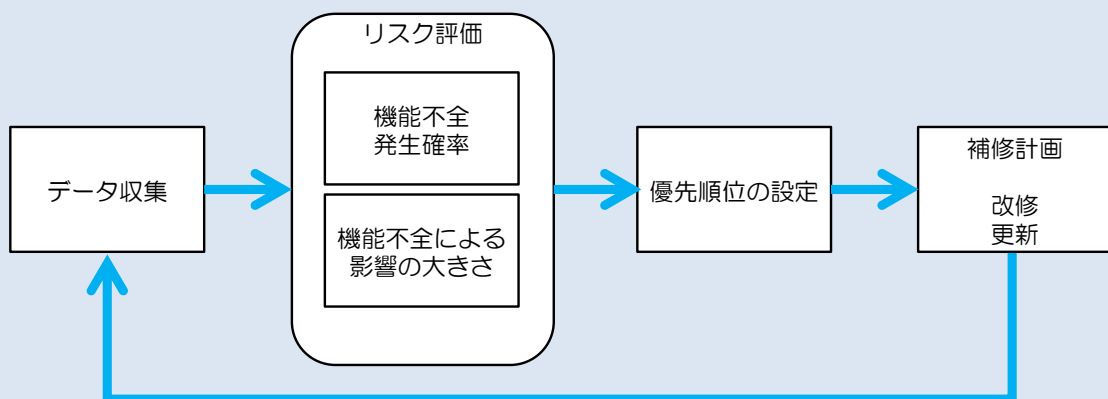 リスク評価
機能不全
発生確率
機能不全による
影響の大きさ
データ収集
優先順位の設定
補修計画
改修
更新